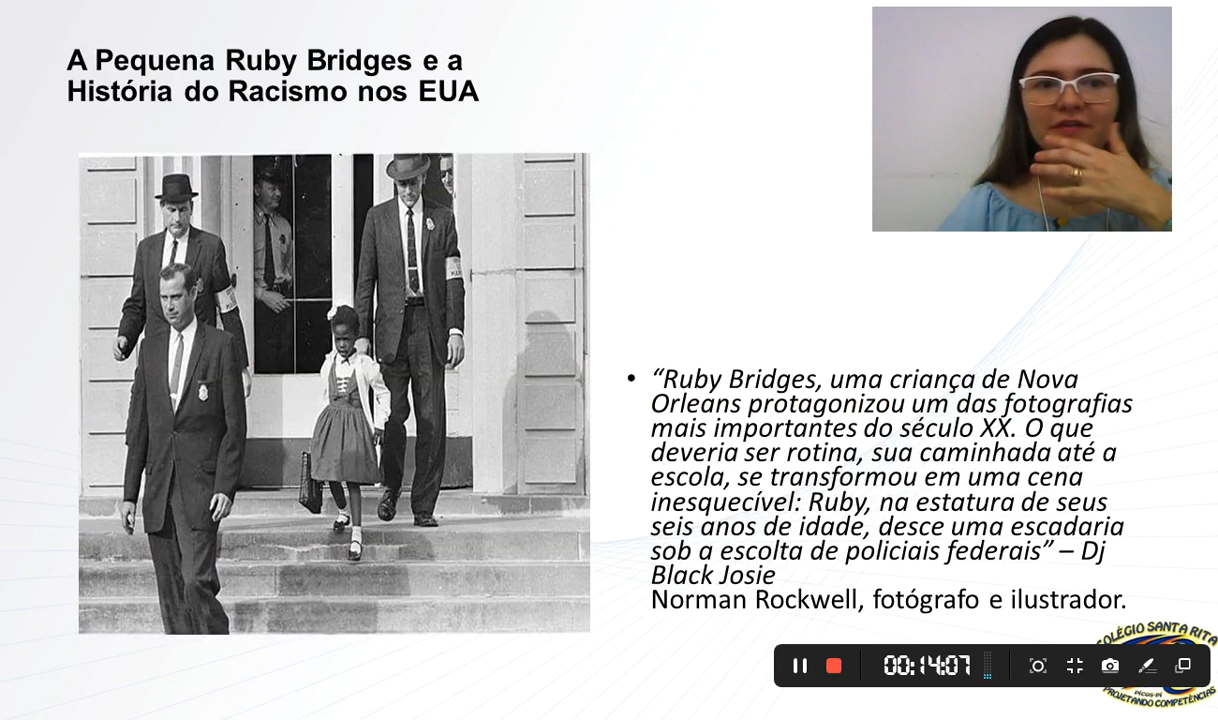 A Pequena Ruby Bridges e a
História do Racismo nos EUA
• “Ruby Bridges, uma criança de Nova
Orleans protagonizou um das fotografias
mais importantes do século XX. O que
deveria ser rotina, sua caminhada até a
escola, se transformou em uma cena
inesquecível: Ruby, na estatura de seus
seis anos de idade, desce uma escadaria
sob a escolta de policiais federais” – Dj
Black Josie
Norman Rockwell, fotógrafo e ilustrador.
COLÉGIO SANTA RITA
00:14:07
PICOS-PI
PROJETANDO COMPETÊNCIAS